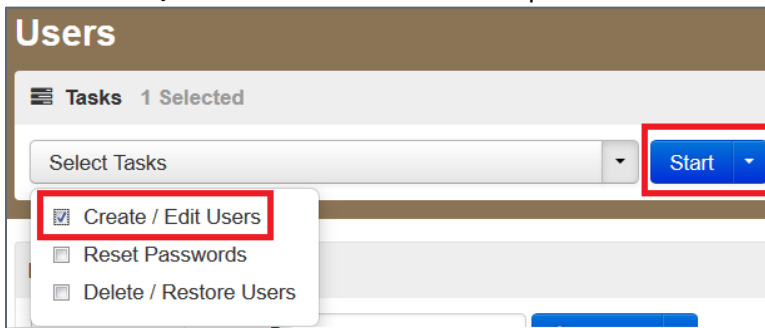 Users
Tasks 1 Selected
Select Tasks
Start
Create / Edit Users
Reset Passwords
Delete / Restore Users